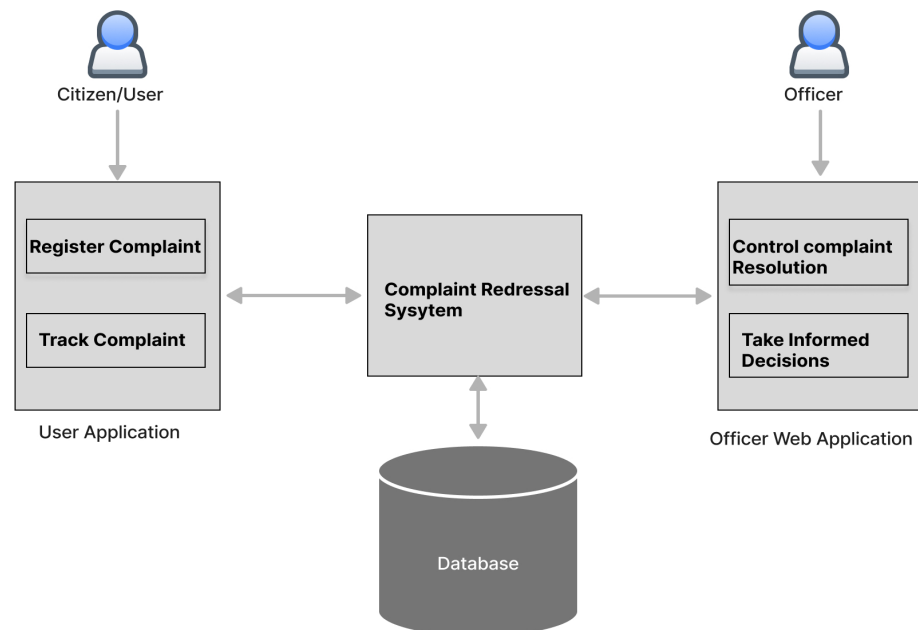 Citizen/User
Officer
Register Complaint
Track Complaint
User Application
Complaint Redressal
Sysytem
Control complaint
Resolution
Take Informed
Decisions
Officer Web Application
Database